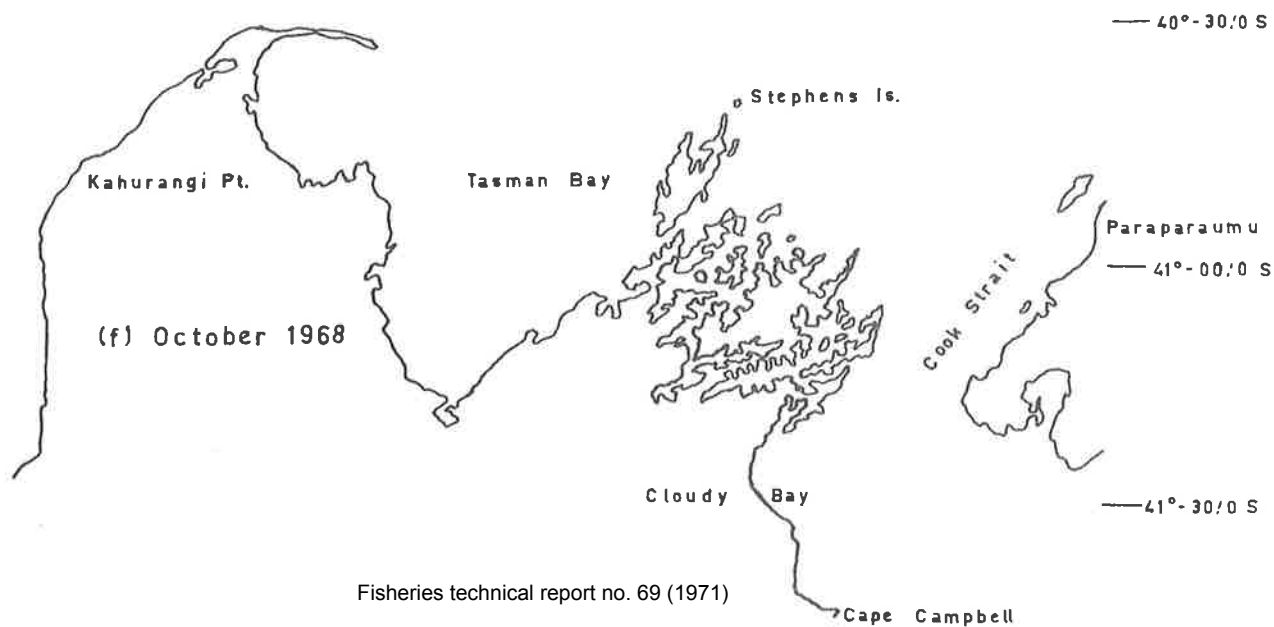 40°-30!0 S
Stephens Is.
Kahurangi Pt.
Tasman Bay
Paraparaumu
41°-00!0 S
Cook Strait
(f) October 1968
Cloudy Bay
41°-30!0 S
Fisheries technical report no. 69 (1971)
Cape Campbell